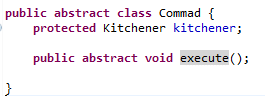 public abstract class Commad {
protected Kitchener kitchener;
public abstract void execute();
}